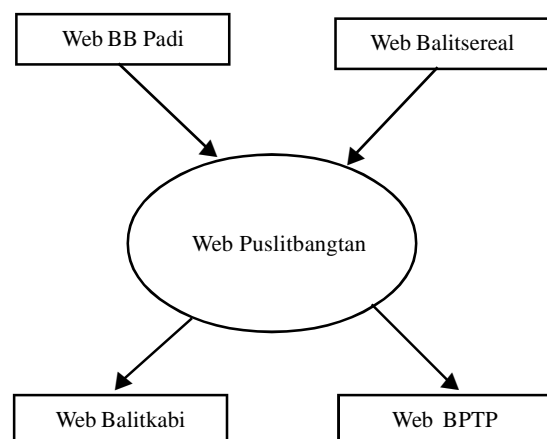 Web BB Padi
Web Balitsereal
Web Puslitbangtan
Web Balitkabi
Web BPTP